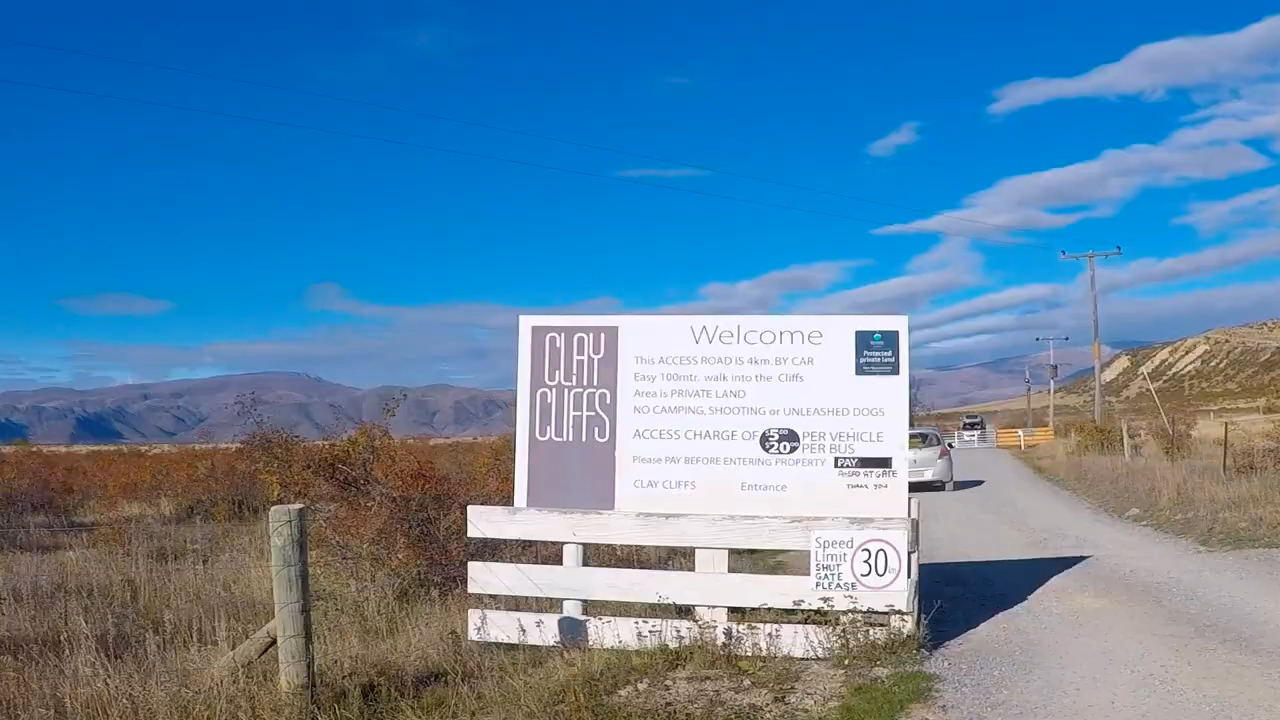 CLAY
CLIFFS
Welcome
This ACCESS ROAD IS 4km. BY CAR
Easy 100mtr. walk into the Cliffs
Area is PRIVATE LAND
NO CAMPING, SHOOTING or UNLEASHED DOGS
ACCESS CHARGE OF $5.00 PER VEHICLE
$20.00 PER BUS
Please PAY BEFORE ENTERING PROPERTY PAY
AHEAD AT GATE
THANK YOU
CLAY CLIFFS Entrance
Protected
private land
Speed
Limit
SHUT
GATE
PLEASE
30